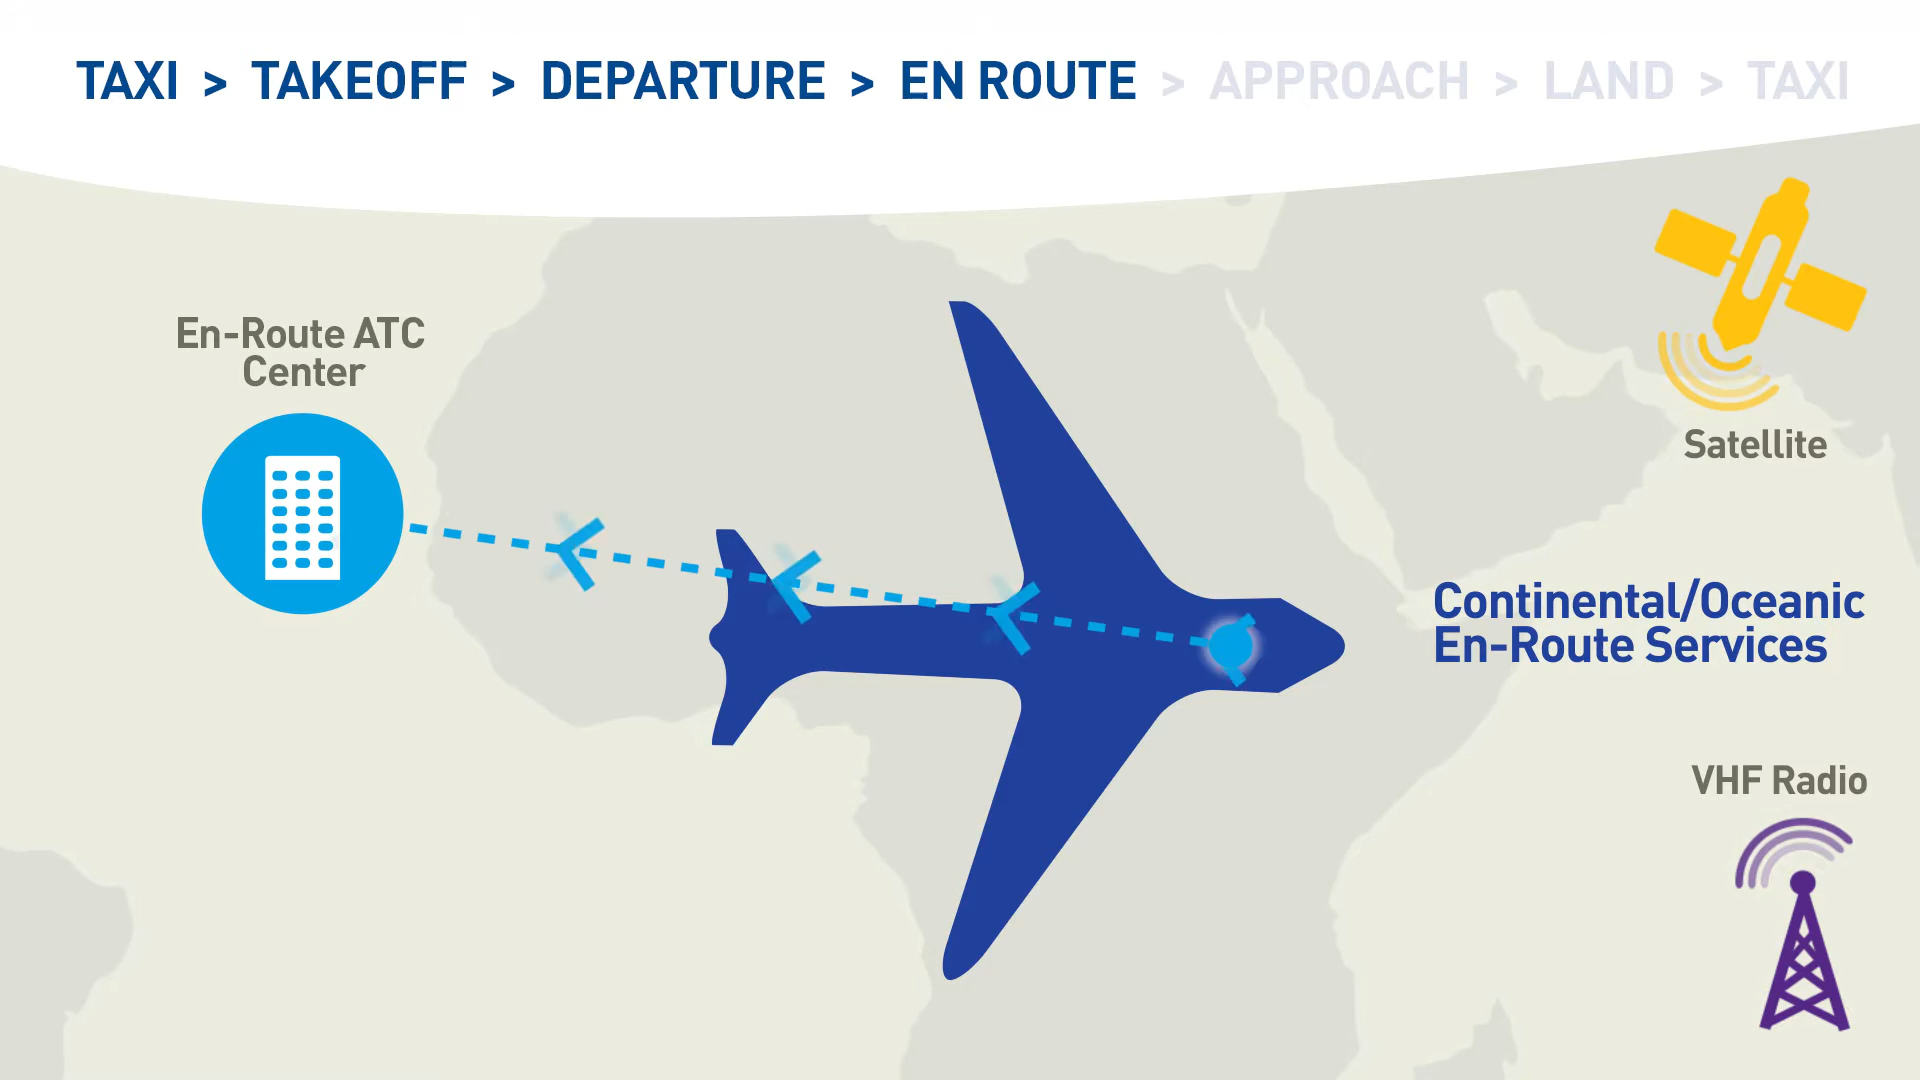 TAXI > TAKEOFF > DEPARTURE > EN ROUTE > APPROACH > LAND > TAXI
En-Route ATC
Center
Satellite
Continental/Oceanic
En-Route Services
VHF Radio